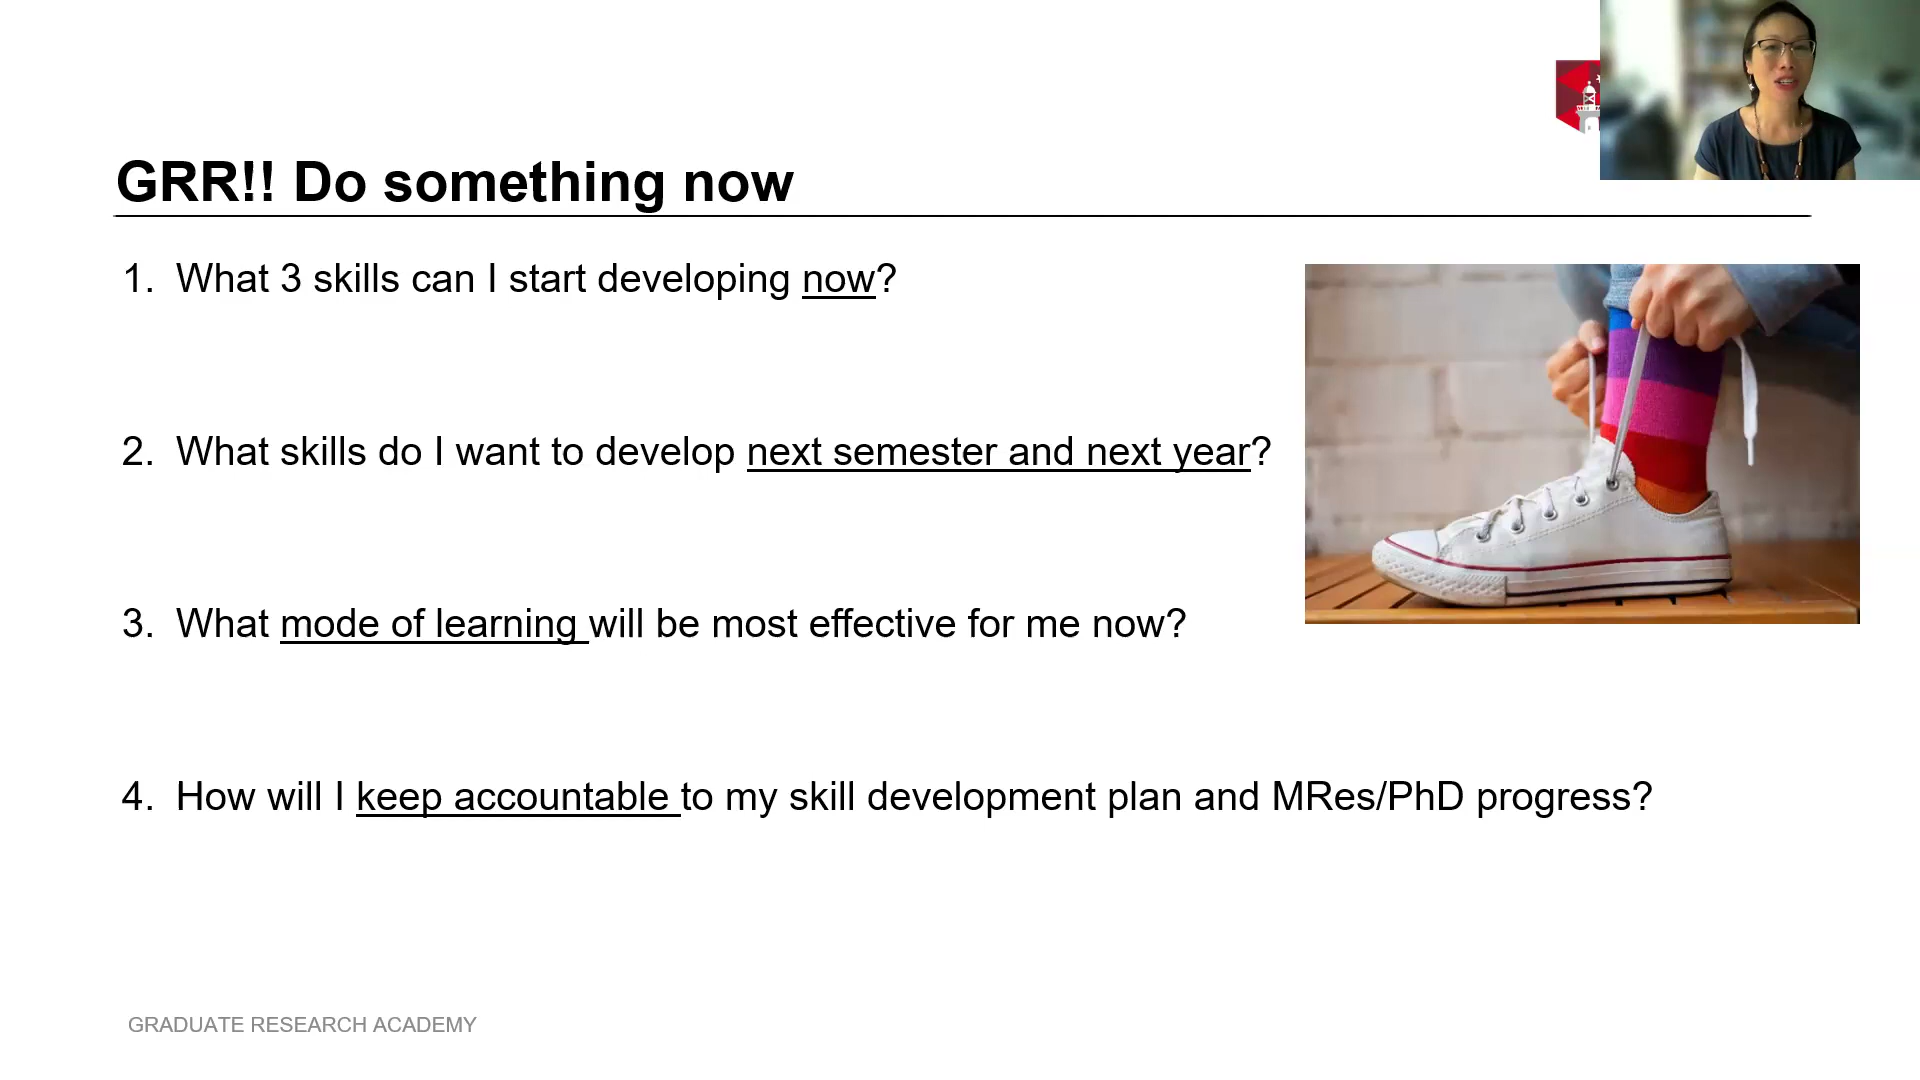 GRR!! Do something now
1. What 3 skills can I start developing now?
2. What skills do I want to develop next semester and next year?
3. What mode of learning will be most effective for me now?
4. How will I keep accountable to my skill development plan and MRes/PhD progress?
GRADUATE RESEARCH ACADEMY